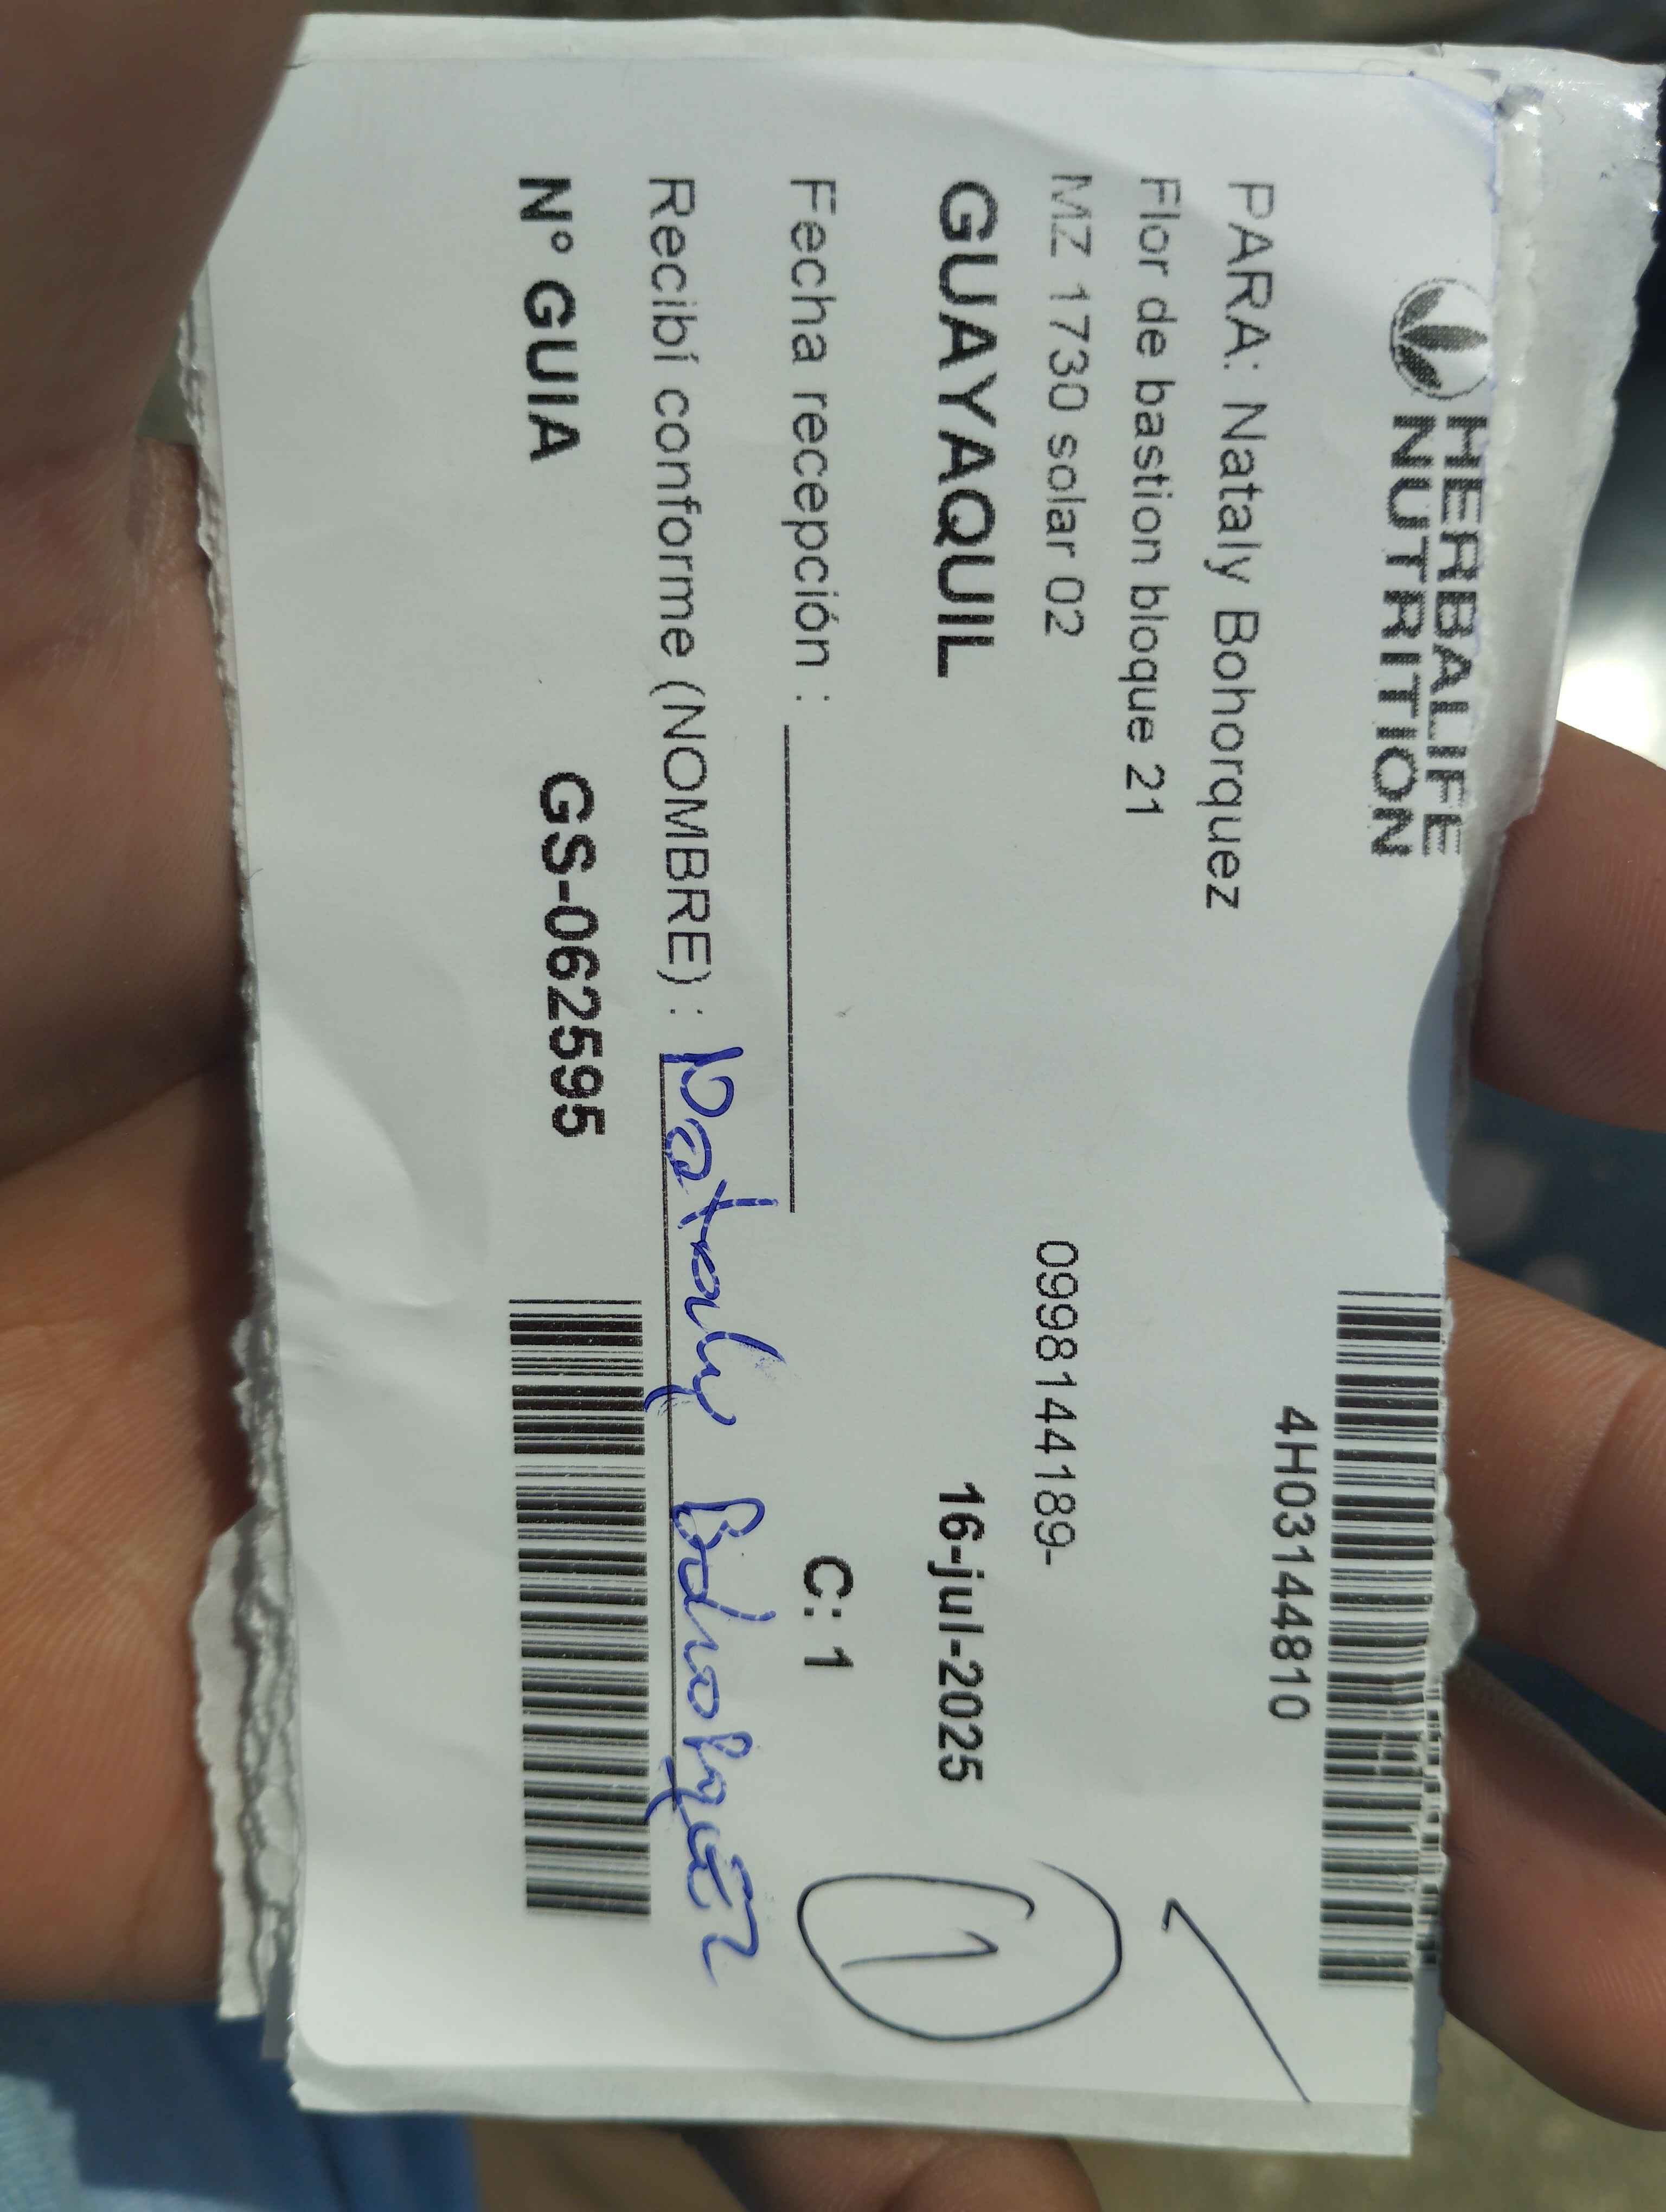 HERBALIFE
NUTRITION
4H03144810
PARA: Nataly Bohorquez
Flor de bastion bloque 21
MZ 1730 solar 02 0998144189-
GUAYAQUIL 16-jul-2025
1
Fecha recepción : C: 1
Recibí conforme (NOMBRE) : Nataly Bohorquez
N° GUIA GS-062595